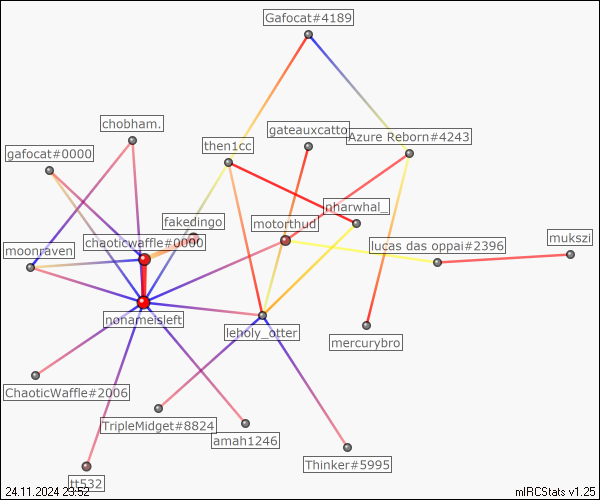 Gafocat#4189
chobham.
gateauxcatto
Azure Reborn#4243
then1cc
gafocat#0000
nharwhal_
fakedingo
motorthud
mukszi
chaoticwaffle#0000
lucas das oppai#2396
moonraven
nonameisleft
leholy_otter
mercurybro
ChaoticWaffle#2006
TripleMidget#8824
amah1246
Thinker#5995
tt532
24.11.2024 23:52
mIRCStats v1.25